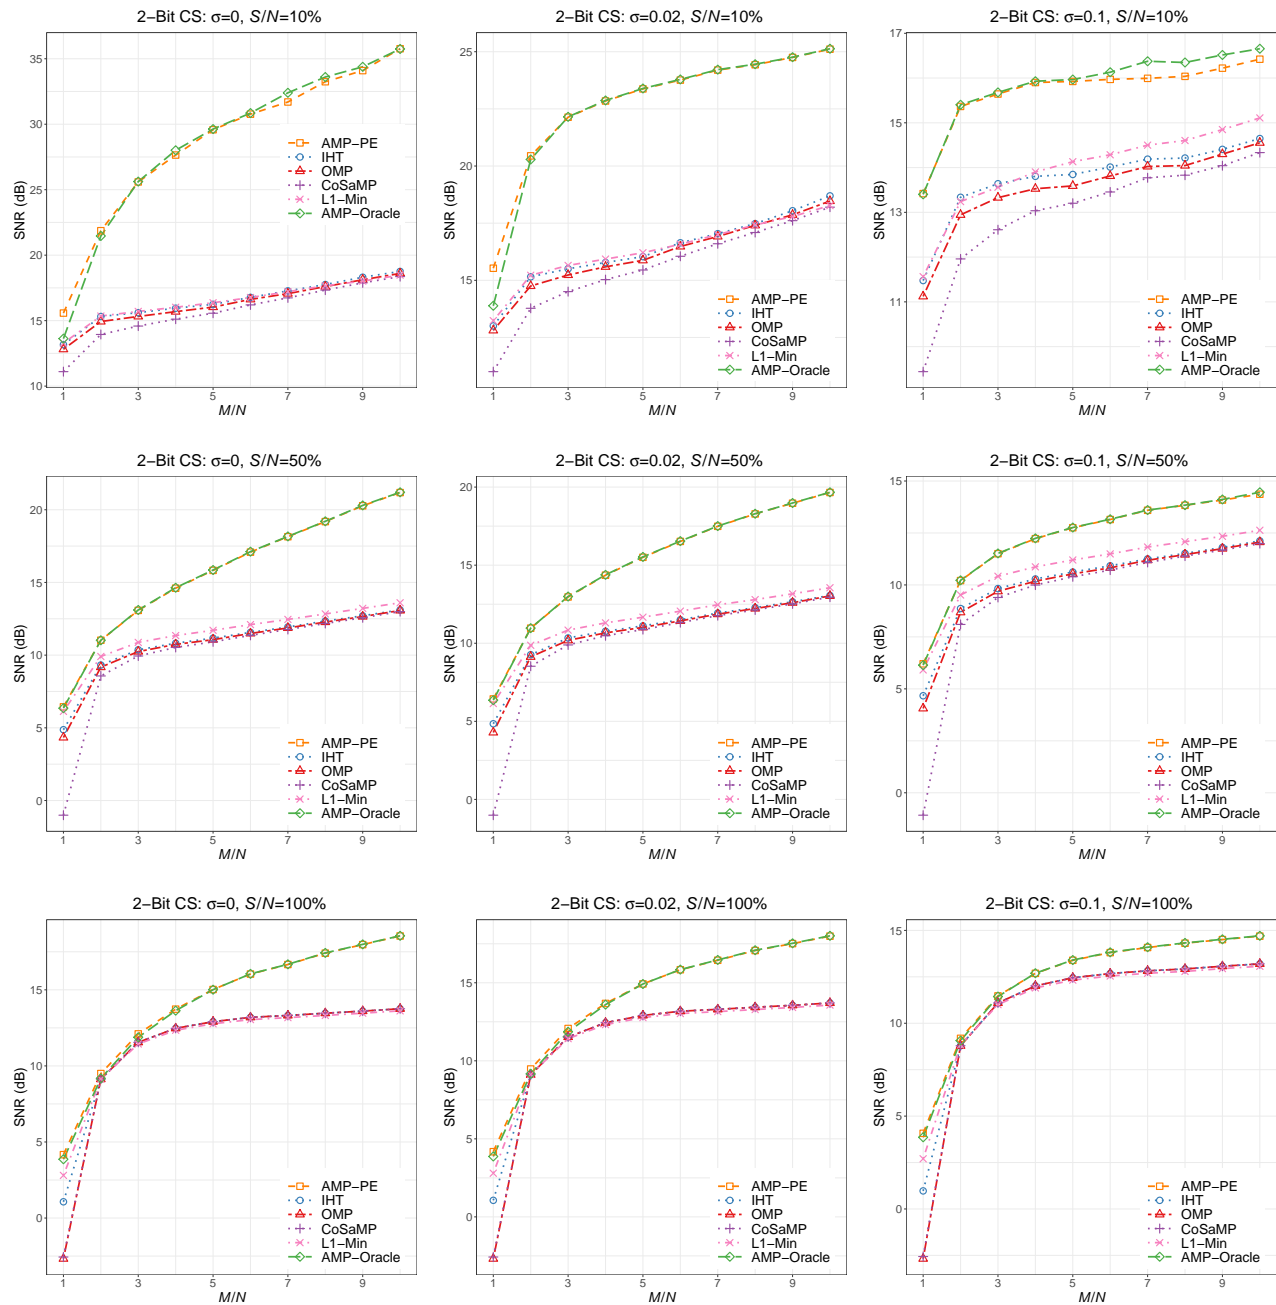 2−Bit CS: σ=0, S/N=10%
SNR (dB)
35
30
25
20
15
10
AMP−PE
IHT
OMP
CoSaMP
L1−Min
AMP−Oracle
1 3 5 7 9
M/N
2−Bit CS: σ=0.02, S/N=10%
SNR (dB)
25
20
15
AMP−PE
IHT
OMP
CoSaMP
L1−Min
AMP−Oracle
1 3 5 7 9
M/N
2−Bit CS: σ=0.1, S/N=10%
SNR (dB)
17
15
13
11
AMP−PE
IHT
OMP
CoSaMP
L1−Min
AMP−Oracle
1 3 5 7 9
M/N
2−Bit CS: σ=0, S/N=50%
SNR (dB)
20
15
10
5
0
AMP−PE
IHT
OMP
CoSaMP
L1−Min
AMP−Oracle
1 3 5 7 9
M/N
2−Bit CS: σ=0.02, S/N=50%
SNR (dB)
20
15
10
5
0
AMP−PE
IHT
OMP
CoSaMP
L1−Min
AMP−Oracle
1 3 5 7 9
M/N
2−Bit CS: σ=0.1, S/N=50%
SNR (dB)
15
10
5
0
AMP−PE
IHT
OMP
CoSaMP
L1−Min
AMP−Oracle
1 3 5 7 9
M/N
2−Bit CS: σ=0, S/N=100%
SNR (dB)
15
10
5
0
AMP−PE
IHT
OMP
CoSaMP
L1−Min
AMP−Oracle
1 3 5 7 9
M/N
2−Bit CS: σ=0.02, S/N=100%
SNR (dB)
15
10
5
0
AMP−PE
IHT
OMP
CoSaMP
L1−Min
AMP−Oracle
1 3 5 7 9
M/N
2−Bit CS: σ=0.1, S/N=100%
SNR (dB)
15
10
5
0
AMP−PE
IHT
OMP
CoSaMP
L1−Min
AMP−Oracle
1 3 5 7 9
M/N